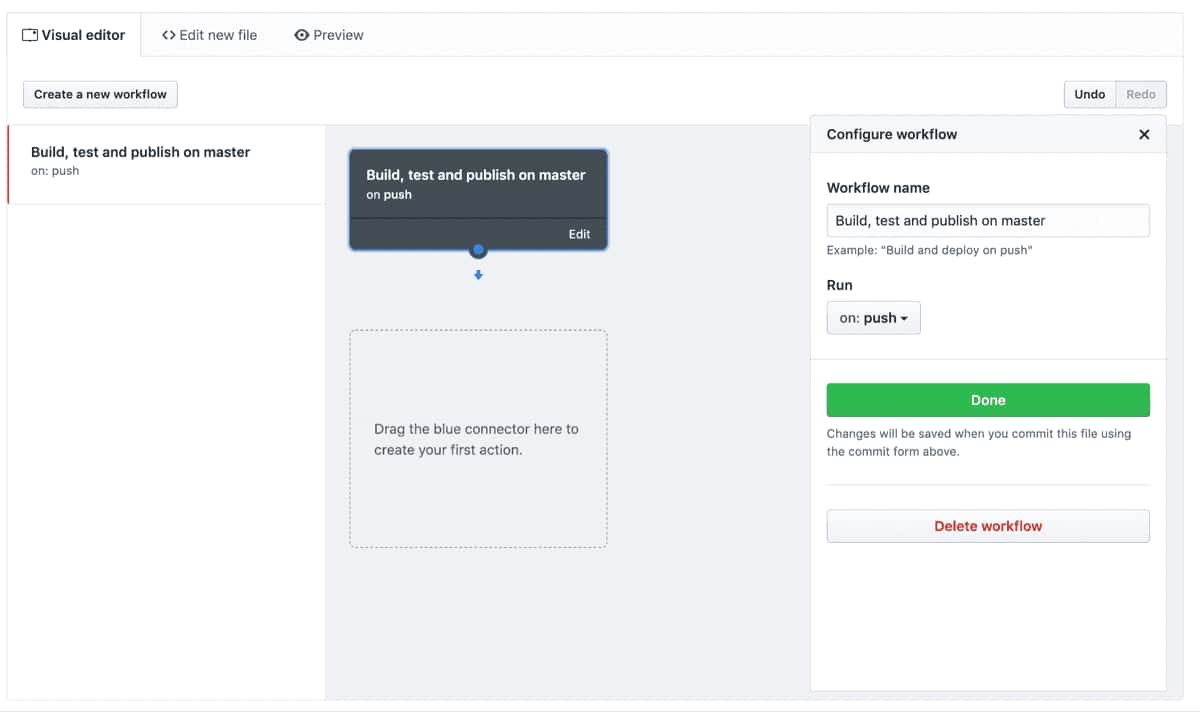 Visual editor
Edit new file
Preview
Create a new workflow
Undo
Redo
Build, test and publish on master
on: push
Build, test and publish on master
on push
Edit
Drag the blue connector here to
create your first action.
Configure workflow
Workflow name
Build, test and publish on master
Example: "Build and deploy on push"
Run
on: push
Done
Changes will be saved when you commit this file using
the commit form above.
Delete workflow